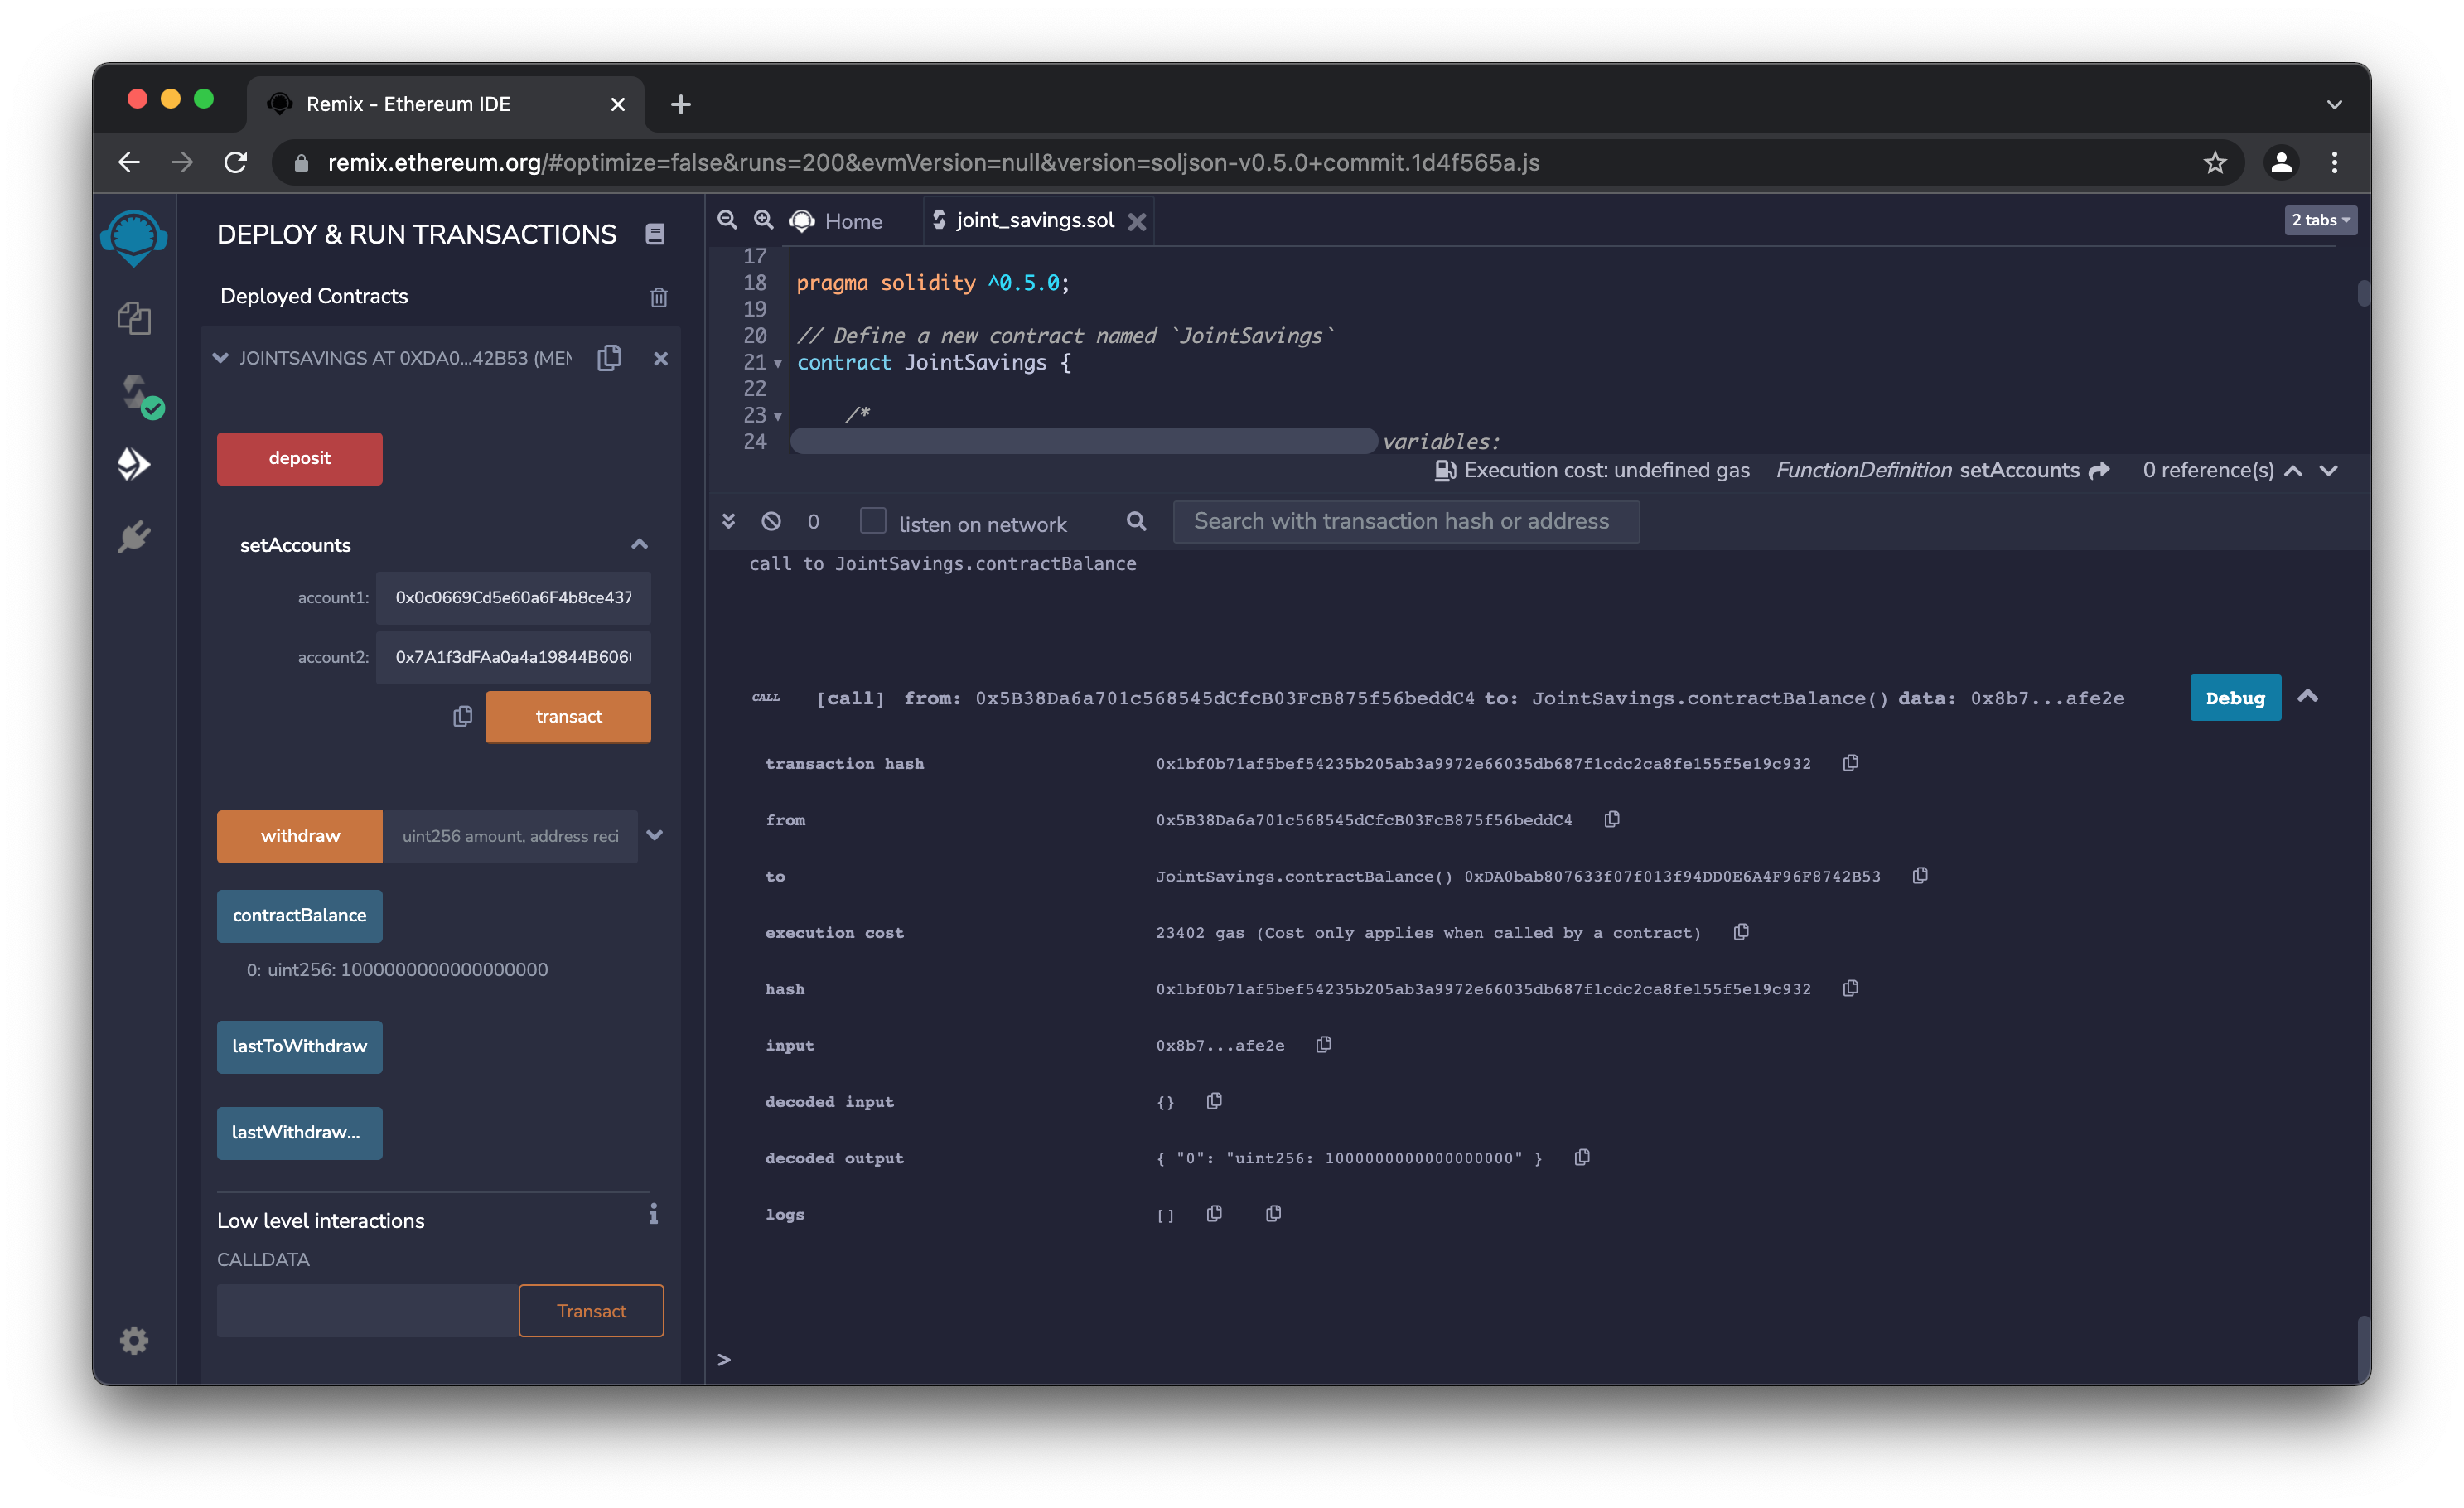 Remix - Ethereum IDE
remix.ethereum.org/#optimize=false&runs=200&evmVersion=null&version=soljson-v0.5.0+commit.1d4f565a.js
DEPLOY & RUN TRANSACTIONS
Deployed Contracts
JOINTSAVINGS AT 0XDA0...42B53 (MEM
deposit
setAccounts
account1: 0x0c0669Cd5e60a6F4b8ce437
account2: 0x7A1f3dFAa0a4a19844B606
transact
withdraw uint256 amount, address reci
contractBalance
0: uint256: 1000000000000000000
lastToWithdraw
lastWithdraw...
Low level interactions
CALLDATA
Transact
Home joint_savings.sol 2 tabs
17
18 pragma solidity ^0.5.0;
19
20 // Define a new contract named `JointSavings`
21 contract JointSavings {
22
23 /*
24 variables:
Execution cost: undefined gas FunctionDefinition setAccounts 0 reference(s)
0 listen on network Search with transaction hash or address
call to JointSavings.contractBalance
CALL [call] from: 0x5B38Da6a701c568545dCfcB03FcB875f56beddC4 to: JointSavings.contractBalance() data: 0x8b7...afe2e Debug
transaction hash 0x1bf0b71af5bef54235b205ab3a9972e66035db687f1cdc2ca8fe155f5e19c932
from 0x5B38Da6a701c568545dCfcB03FcB875f56beddC4
to JointSavings.contractBalance() 0xDA0bab807633f07f013f94DD0E6A4F96F8742B53
execution cost 23402 gas (Cost only applies when called by a contract)
hash 0x1bf0b71af5bef54235b205ab3a9972e66035db687f1cdc2ca8fe155f5e19c932
input 0x8b7...afe2e
decoded input {}
decoded output { "0": "uint256: 1000000000000000000" }
logs []
>